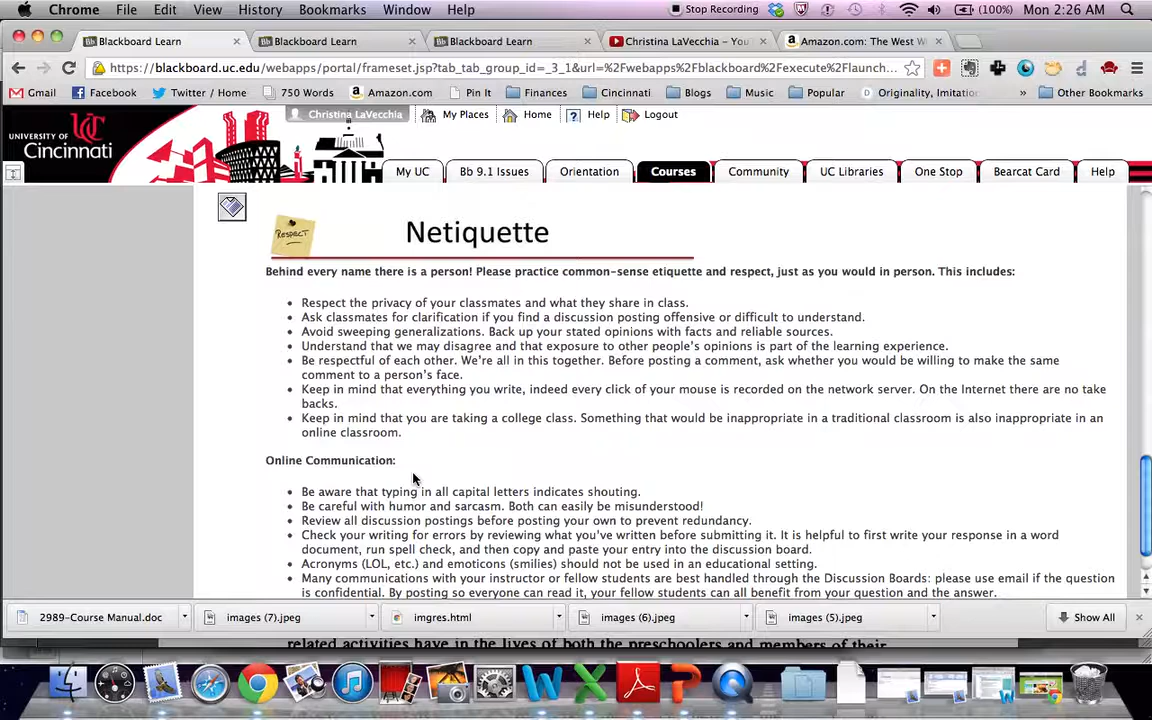 Chrome File Edit View History Bookmarks Window Help Stop Recording (100%) Mon 2:26 AM
Blackboard Learn Blackboard Learn Blackboard Learn Christina LaVecchia – You Amazon.com: The West W
https://blackboard.uc.edu/webapps/portal/frameset.jsp?tab_tab_group_id=_3_1&url=%2Fwebapps%2Fblackboard%2Fexecute%2Flaunch...
Gmail Facebook Twitter / Home 750 Words Amazon.com Pin It Finances Cincinnati Blogs Music Popular Originality, Imitatio » Other Bookmarks
Christina LaVecchia My Places Home Help Logout
UNIVERSITY OF
Cincinnati
My UC Bb 9.1 Issues Orientation Courses Community UC Libraries One Stop Bearcat Card Help
RESPECT
Netiquette
Behind every name there is a person! Please practice common-sense etiquette and respect, just as you would in person. This includes:
• Respect the privacy of your classmates and what they share in class.
• Ask classmates for clarification if you find a discussion posting offensive or difficult to understand.
• Avoid sweeping generalizations. Back up your stated opinions with facts and reliable sources.
• Understand that we may disagree and that exposure to other people's opinions is part of the learning experience.
• Be respectful of each other. We're all in this together. Before posting a comment, ask whether you would be willing to make the same
comment to a person's face.
• Keep in mind that everything you write, indeed every click of your mouse is recorded on the network server. On the Internet there are no take
backs.
• Keep in mind that you are taking a college class. Something that would be inappropriate in a traditional classroom is also inappropriate in an
online classroom.
Online Communication:
• Be aware that typing in all capital letters indicates shouting.
• Be careful with humor and sarcasm. Both can easily be misunderstood!
• Review all discussion postings before posting your own to prevent redundancy.
• Check your writing for errors by reviewing what you've written before submitting it. It is helpful to first write your response in a word
document, run spell check, and then copy and paste your entry into the discussion board.
• Acronyms (LOL, etc.) and emoticons (smilies) should not be used in an educational setting.
• Many communications with your instructor or fellow students are best handled through the Discussion Boards: please use email if the question
is confidential. By posting so everyone can read it, your fellow students can all benefit from your question and the answer.
2989-Course Manual.doc images (7).jpeg imgres.html images (6).jpeg images (5).jpeg Show All
related activities have in the lives of both the preschoolers and members of their